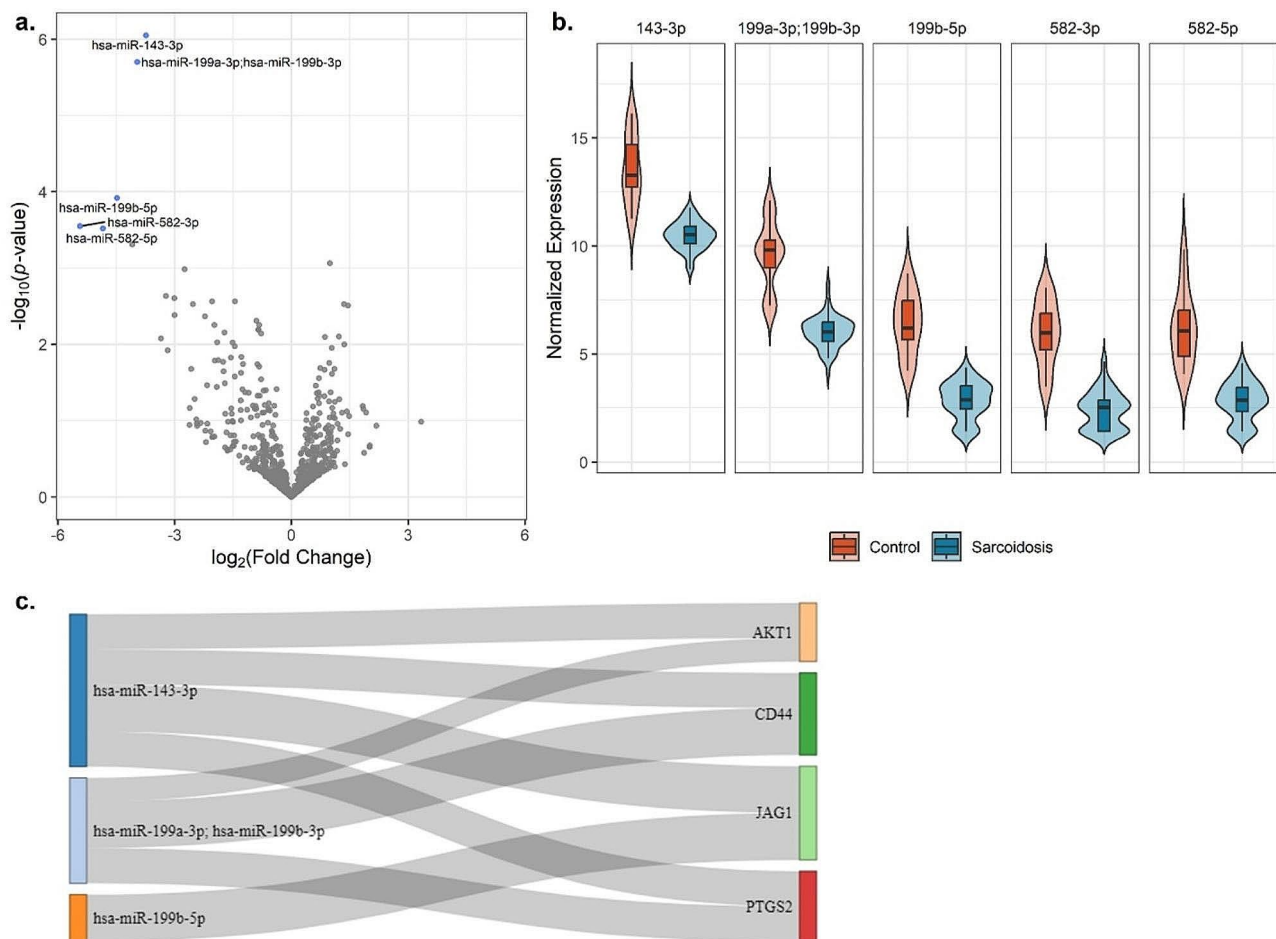 a.
hsa-miR-143-3p
hsa-miR-199a-3p;hsa-miR-199b-3p
hsa-miR-199b-5p
hsa-miR-582-3p
hsa-miR-582-5p
6
4
2
0
-log10(p-value)
-6 -3 0 3 6
log2(Fold Change)
b.
143-3p 199a-3p;199b-3p 199b-5p 582-3p 582-5p
15
10
5
0
Normalized Expression
Control Sarcoidosis
c.
hsa-miR-143-3p
hsa-miR-199a-3p; hsa-miR-199b-3p
hsa-miR-199b-5p
AKT1
CD44
JAG1
PTGS2